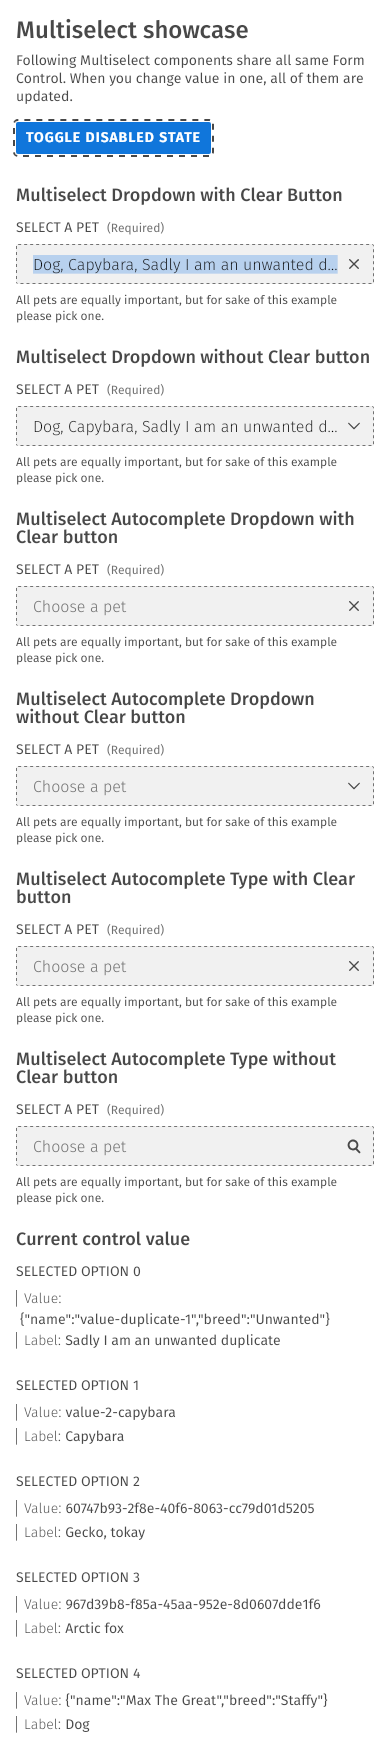 Multiselect showcase
Following Multiselect components share all same Form
Control. When you change value in one, all of them are
updated.
TOGGLE DISABLED STATE
Multiselect Dropdown with Clear Button
SELECT A PET (Required)
Dog, Capybara, Sadly I am an unwanted d...
All pets are equally important, but for sake of this example
please pick one.
Multiselect Dropdown without Clear button
SELECT A PET (Required)
Dog, Capybara, Sadly I am an unwanted d...
All pets are equally important, but for sake of this example
please pick one.
Multiselect Autocomplete Dropdown with
Clear button
SELECT A PET (Required)
Choose a pet
All pets are equally important, but for sake of this example
please pick one.
Multiselect Autocomplete Dropdown
without Clear button
SELECT A PET (Required)
Choose a pet
All pets are equally important, but for sake of this example
please pick one.
Multiselect Autocomplete Type with Clear
button
SELECT A PET (Required)
Choose a pet
All pets are equally important, but for sake of this example
please pick one.
Multiselect Autocomplete Type without
Clear button
SELECT A PET (Required)
Choose a pet
All pets are equally important, but for sake of this example
please pick one.
Current control value
SELECTED OPTION 0
Value:
{"name":"value-duplicate-1","breed":"Unwanted"}
Label: Sadly I am an unwanted duplicate
SELECTED OPTION 1
Value: value-2-capybara
Label: Capybara
SELECTED OPTION 2
Value: 60747b93-2f8e-40f6-8063-cc79d01d5205
Label: Gecko, tokay
SELECTED OPTION 3
Value: 967d39b8-f85a-45aa-952e-8d0607dde1f6
Label: Arctic fox
SELECTED OPTION 4
Value: {"name":"Max The Great","breed":"Staffy"}
Label: Dog